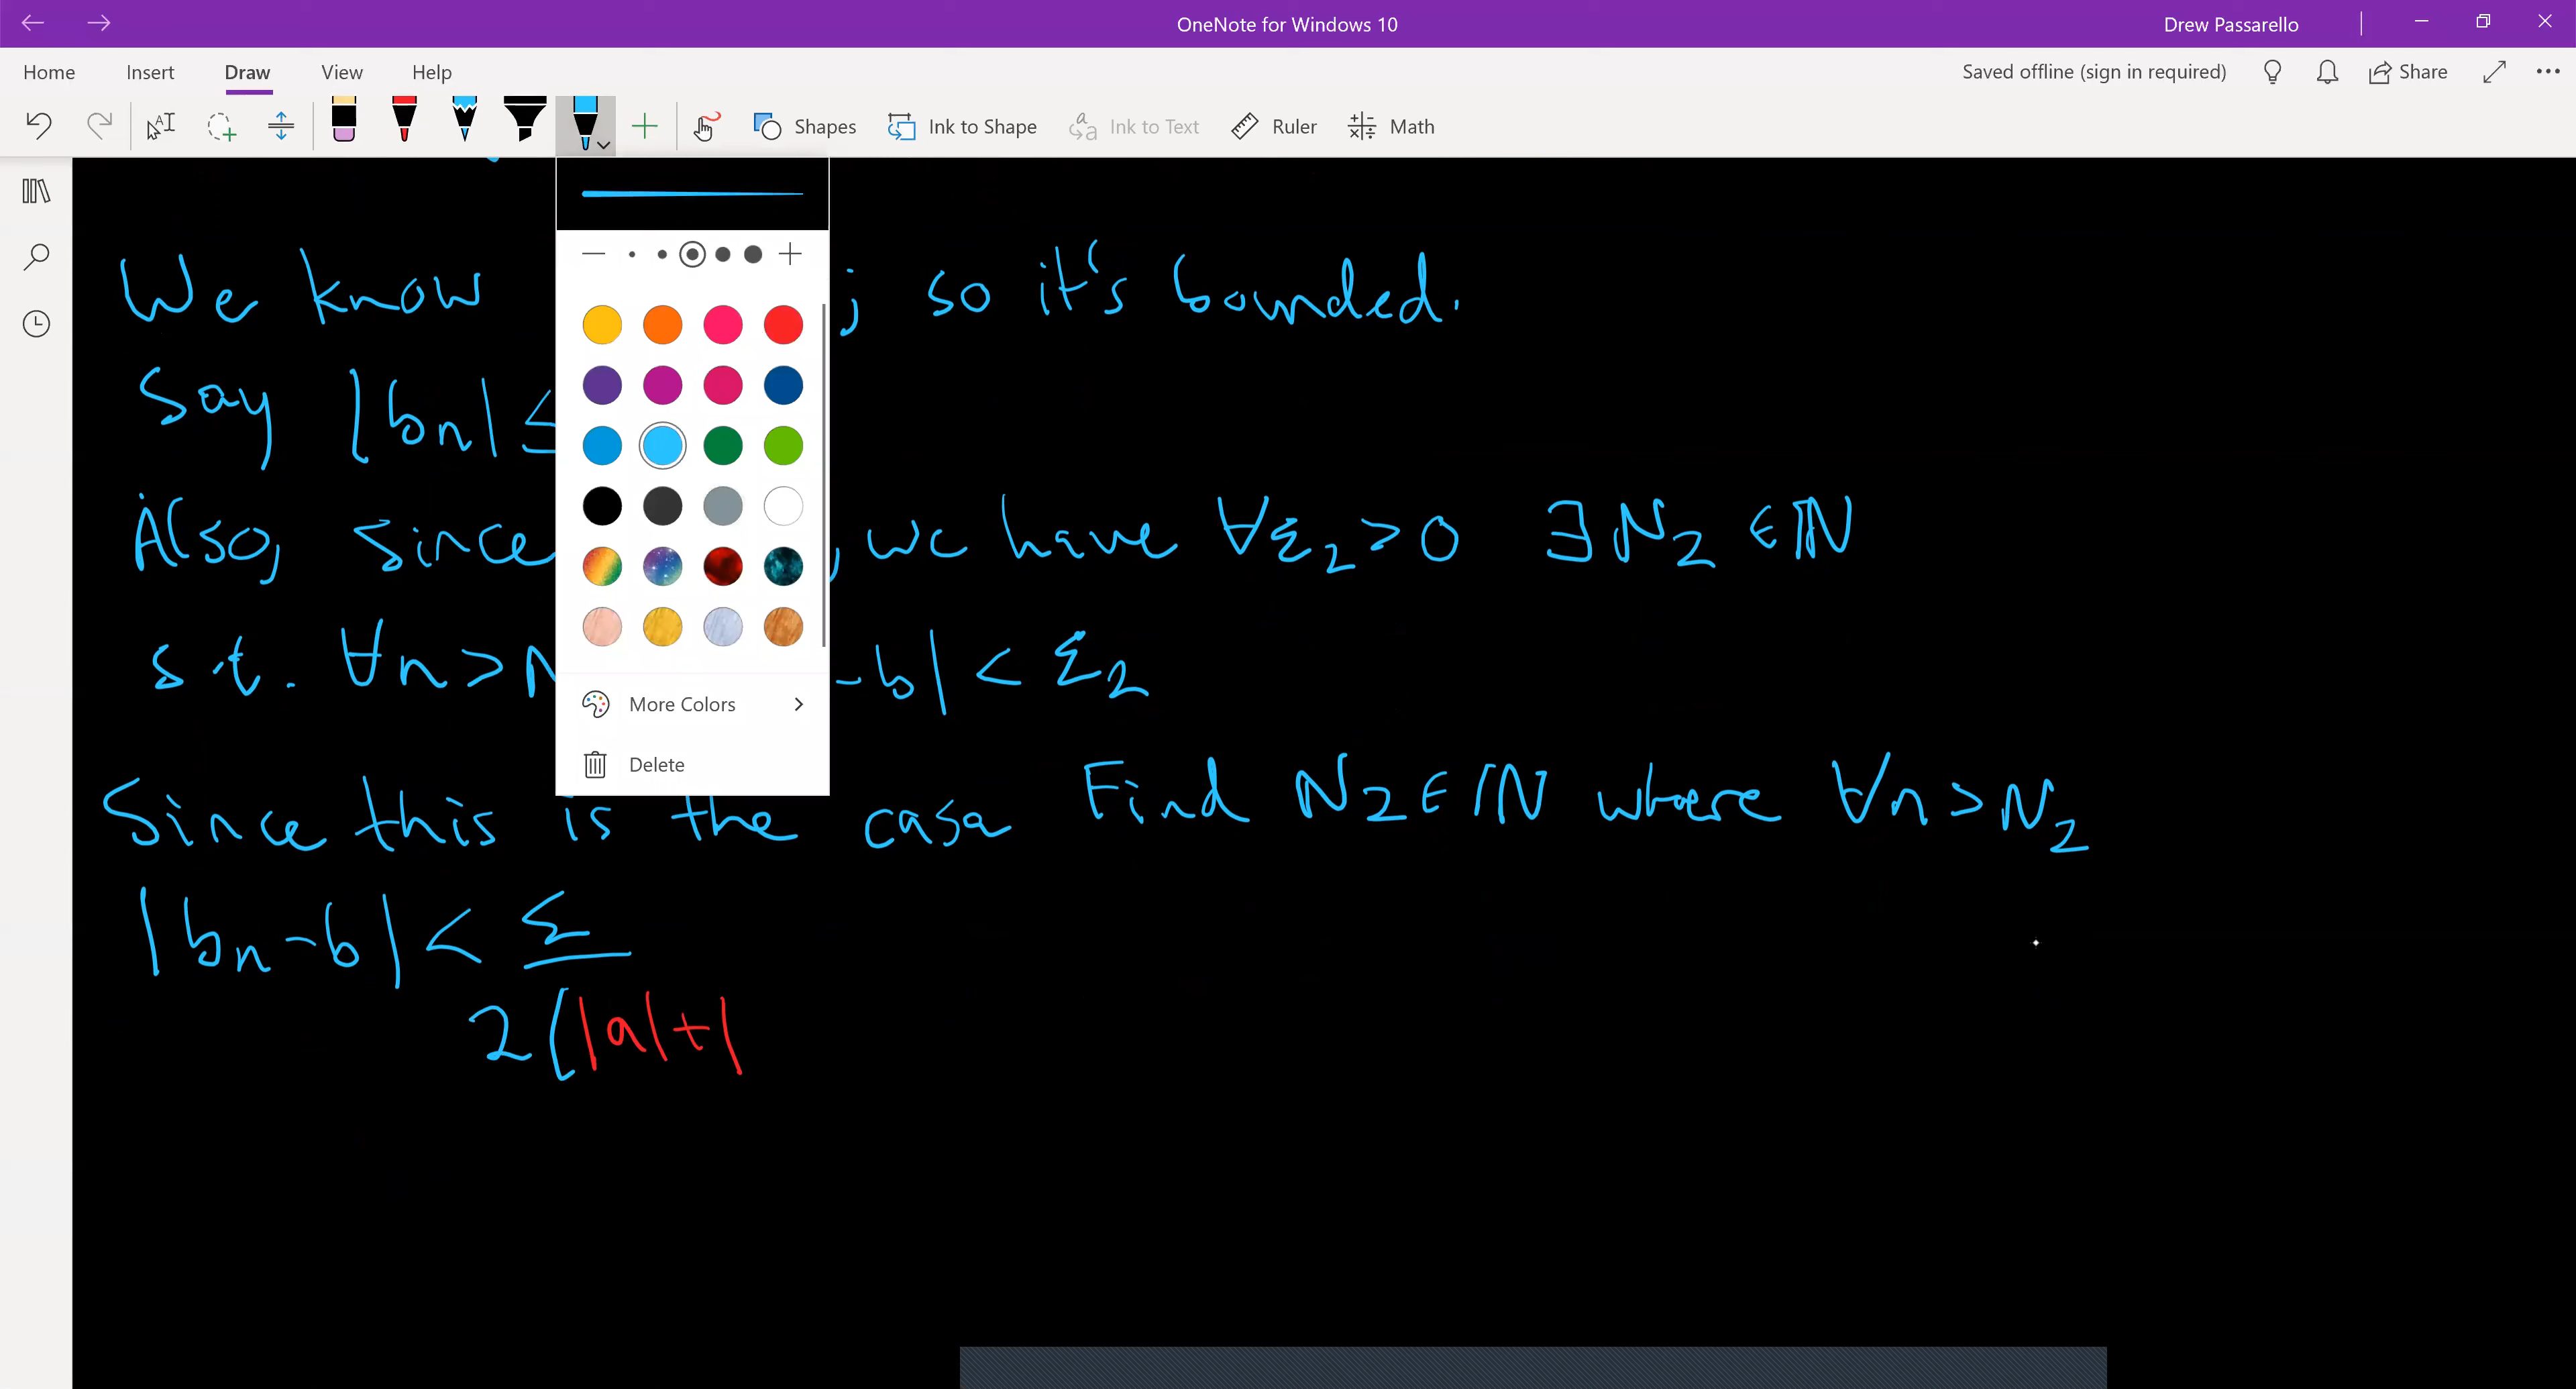 OneNote for Windows 10
Drew Passarello
Home Insert Draw View Help
Saved offline (sign in required) Share
Shapes Ink to Shape Ink to Text Ruler Math
We know ; so it's bounded.
Say |bn| ≤
Also, since , we have ∀ε2 > 0 ∃N2 ∈ ℕ
s.t. ∀n > N -b| < ε2
More Colors
Delete
Since this is the case Find N2 ∈ ℕ where ∀n > N2
|bn - b| < ε
2(|a|+1